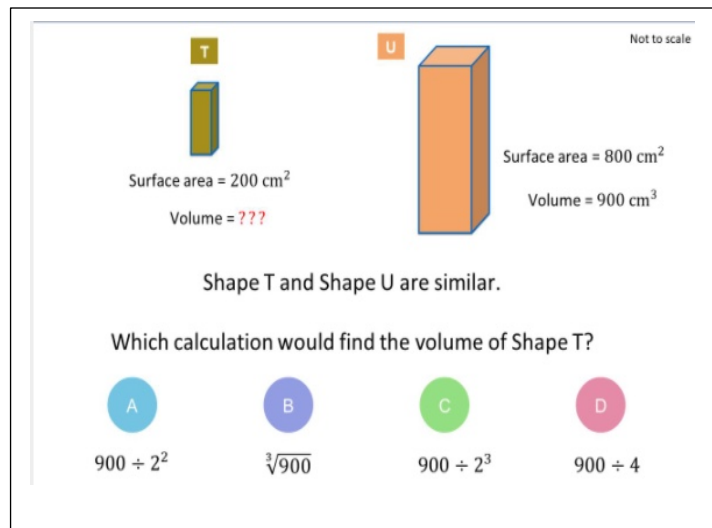 T
U
Not to scale
Surface area = 200 cm²
Volume = ???
Surface area = 800 cm²
Volume = 900 cm³
Shape T and Shape U are similar.
Which calculation would find the volume of Shape T?
A
B
C
D
900 ÷ 2²
∛900
900 ÷ 2³
900 ÷ 4